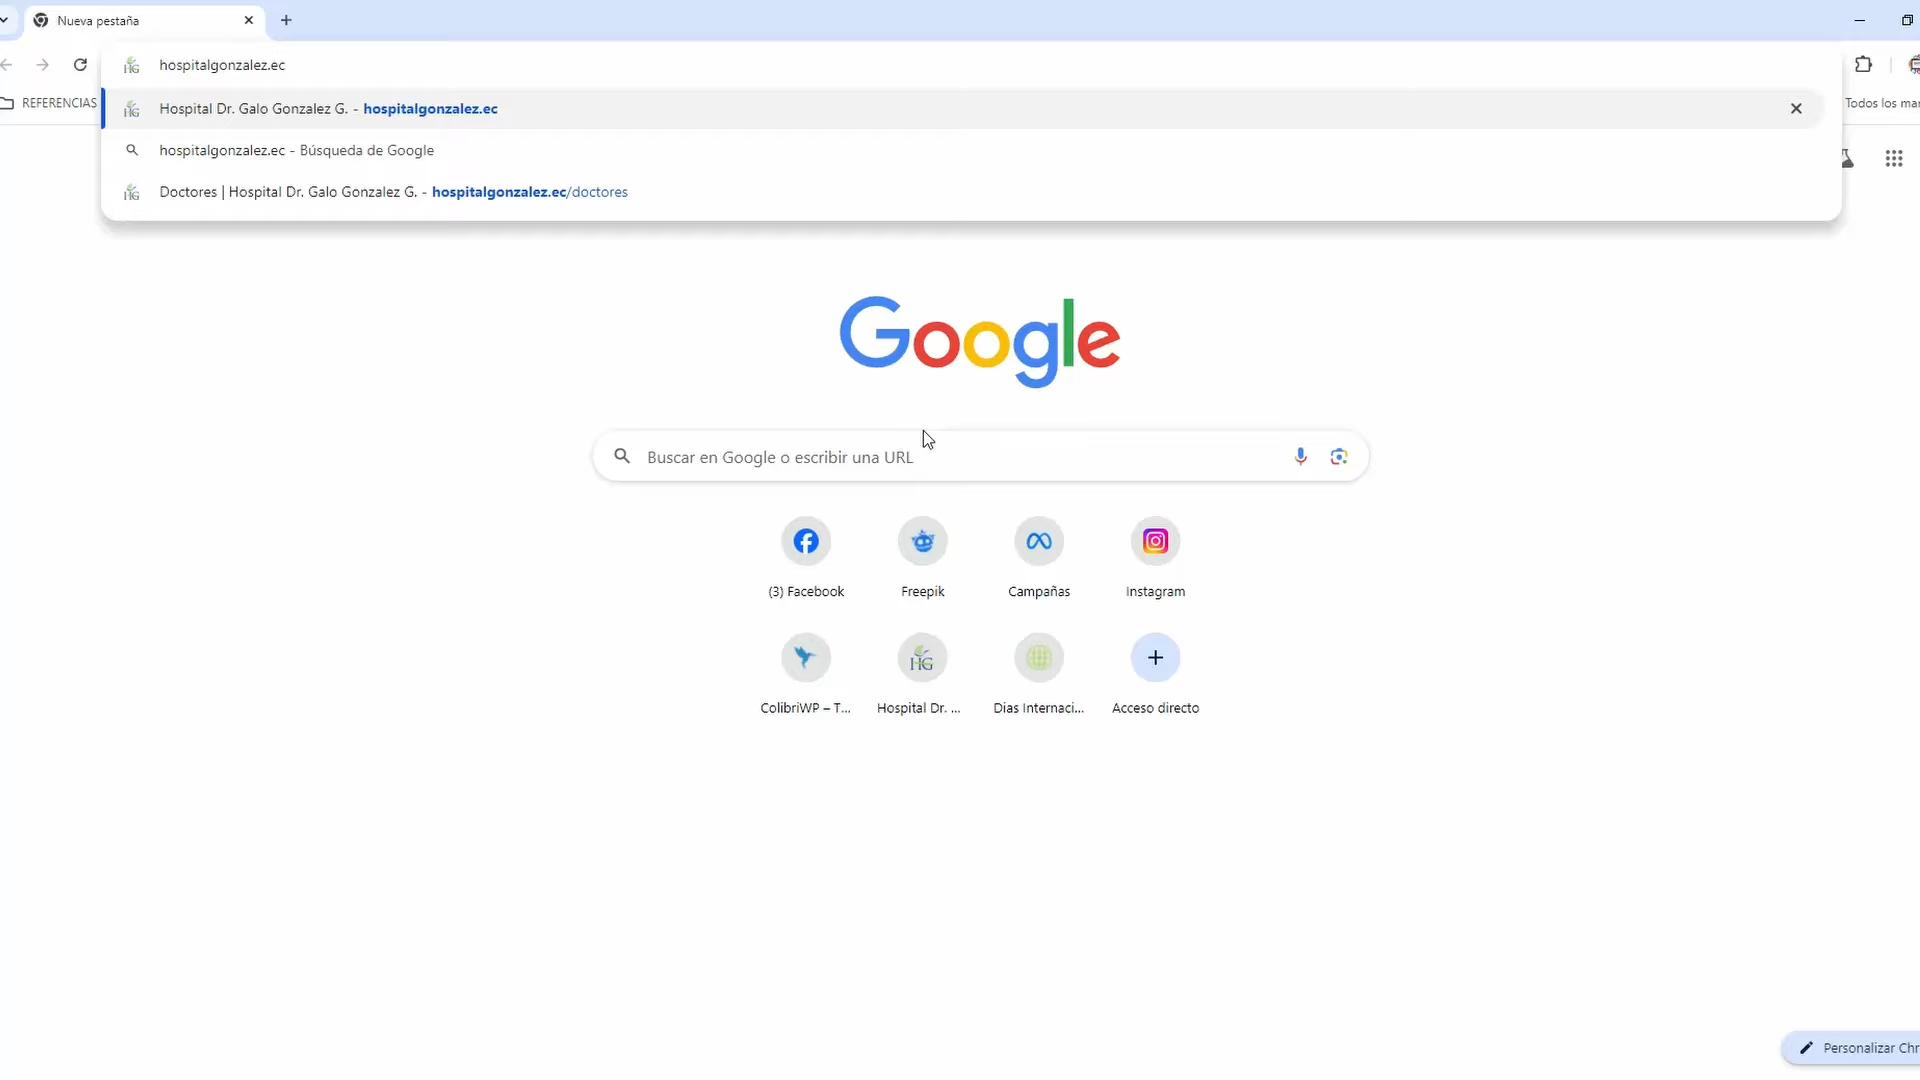 Nueva pestaña
hospitalgonzalez.ec
REFERENCIAS
Hospital Dr. Galo Gonzalez G. - hospitalgonzalez.ec
Todos los mar
hospitalgonzalez.ec - Búsqueda de Google
Doctores | Hospital Dr. Galo Gonzalez G. - hospitalgonzalez.ec/doctores
Google
Buscar en Google o escribir una URL
(3) Facebook
Freepik
Campañas
Instagram
HG
ColibriWP – T...
Hospital Dr. ...
Dias Internaci...
Acceso directo
Personalizar Chr